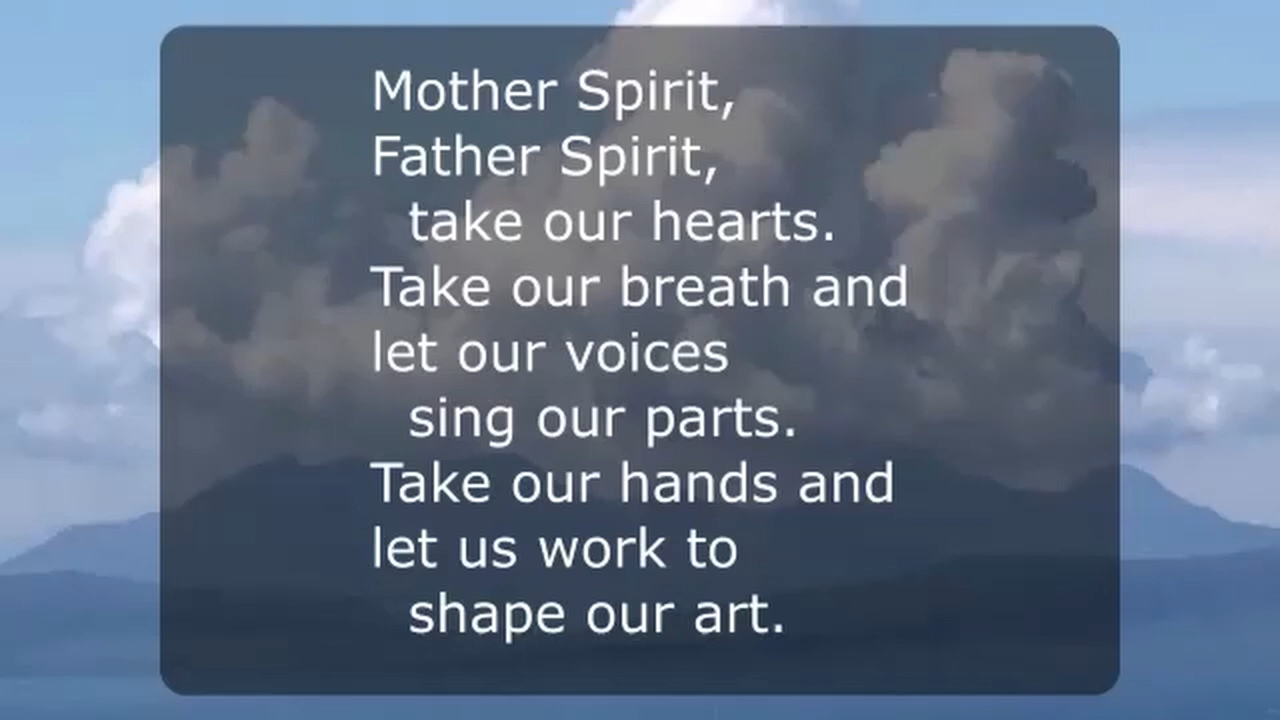 Mother Spirit,
Father Spirit,
take our hearts.
Take our breath and
let our voices
sing our parts.
Take our hands and
let us work to
shape our art.